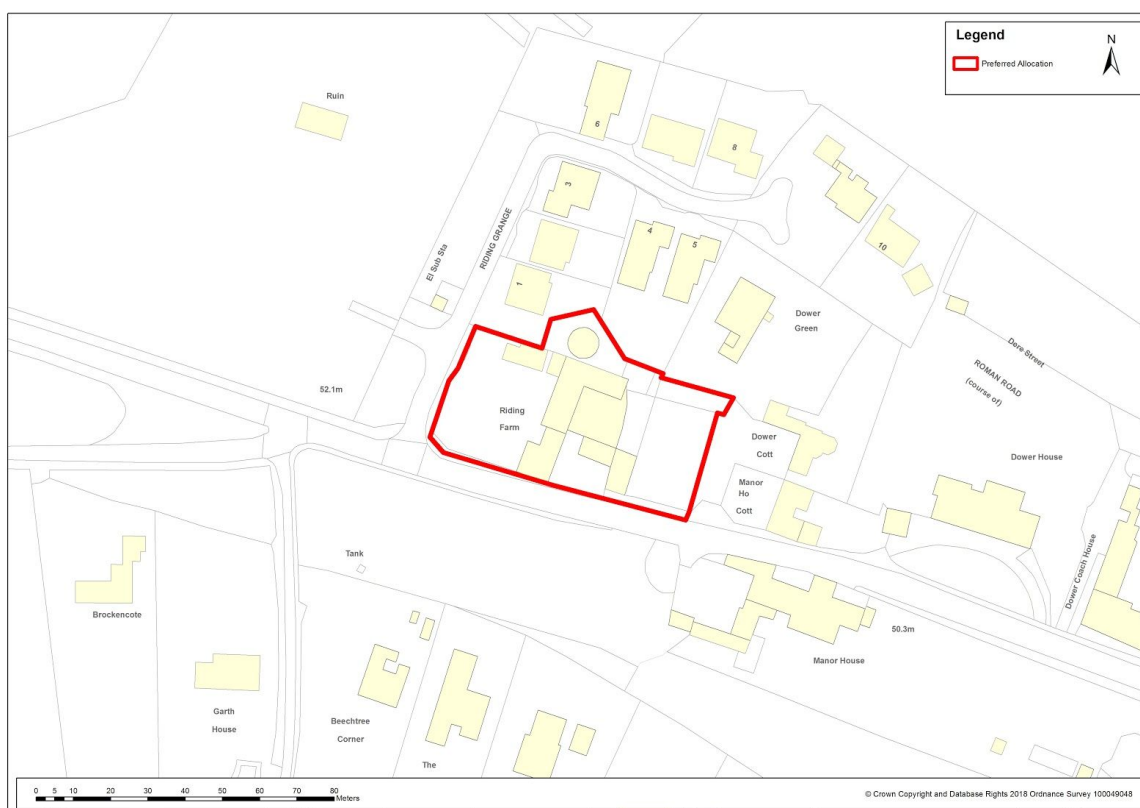 Legend
N
Preferred Allocation
Ruin
6
8
3
RIDING GRANGE
4
5
10
El Sub Sta
1
Dower
Green
Dere Street
ROMAN ROAD
(course of)
52.1m
Riding
Farm
Dower
Cott
Dower House
Manor
Ho
Cott
Tank
Dower Coach House
Brockencote
50.3m
Manor House
Garth
House
Beechtree
Corner
The
0 5 10 20 30 40 50 60 70 80
Meters
© Crown Copyright and Database Rights 2018 Ordnance Survey 100049048